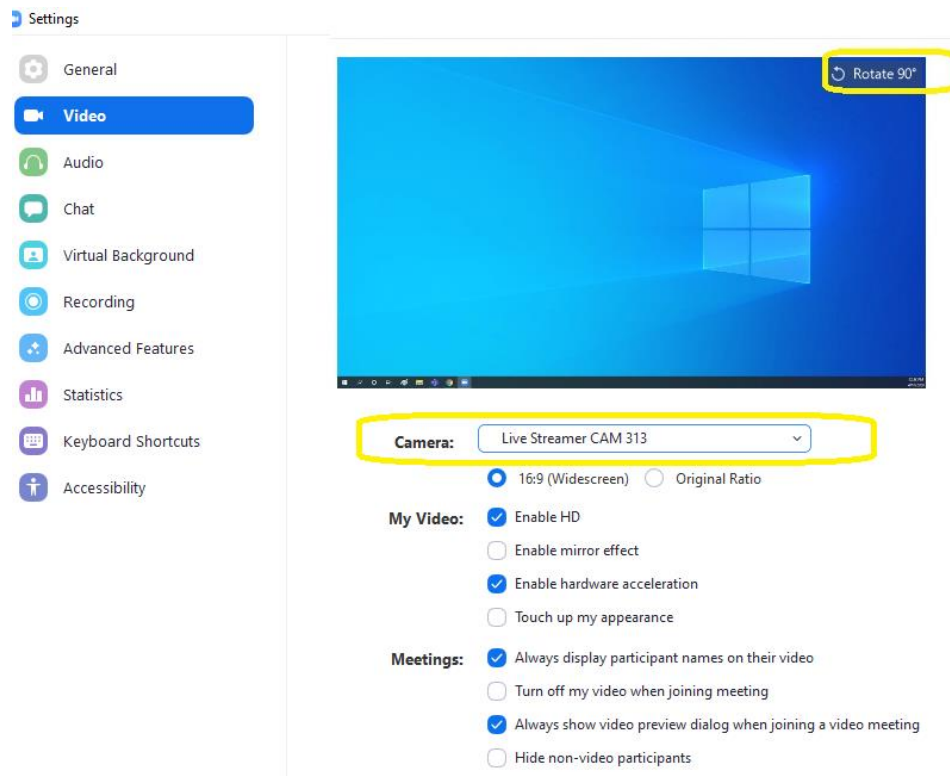 Settings
General
Video
Audio
Chat
Virtual Background
Recording
Advanced Features
Statistics
Keyboard Shortcuts
Accessibility
Rotate 90°
Camera: Live Streamer CAM 313
16:9 (Widescreen) Original Ratio
My Video: Enable HD
Enable mirror effect
Enable hardware acceleration
Touch up my appearance
Meetings: Always display participant names on their video
Turn off my video when joining meeting
Always show video preview dialog when joining a video meeting
Hide non-video participants